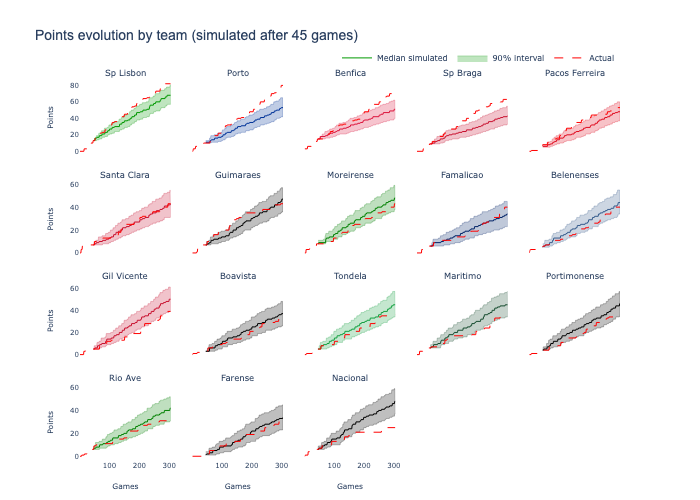 Points evolution by team (simulated after 45 games)
Median simulated 90% interval Actual
Sp Lisbon Porto Benfica Sp Braga Pacos Ferreira
80
60
40
20
0
Points
Santa Clara Guimaraes Moreirense Famalicao Belenenses
60
40
20
0
Points
Gil Vicente Boavista Tondela Maritimo Portimonense
60
40
20
0
Points
Rio Ave Farense Nacional
60
40
20
0
Points
100 200 300 100 200 300 100 200 300
Games Games Games